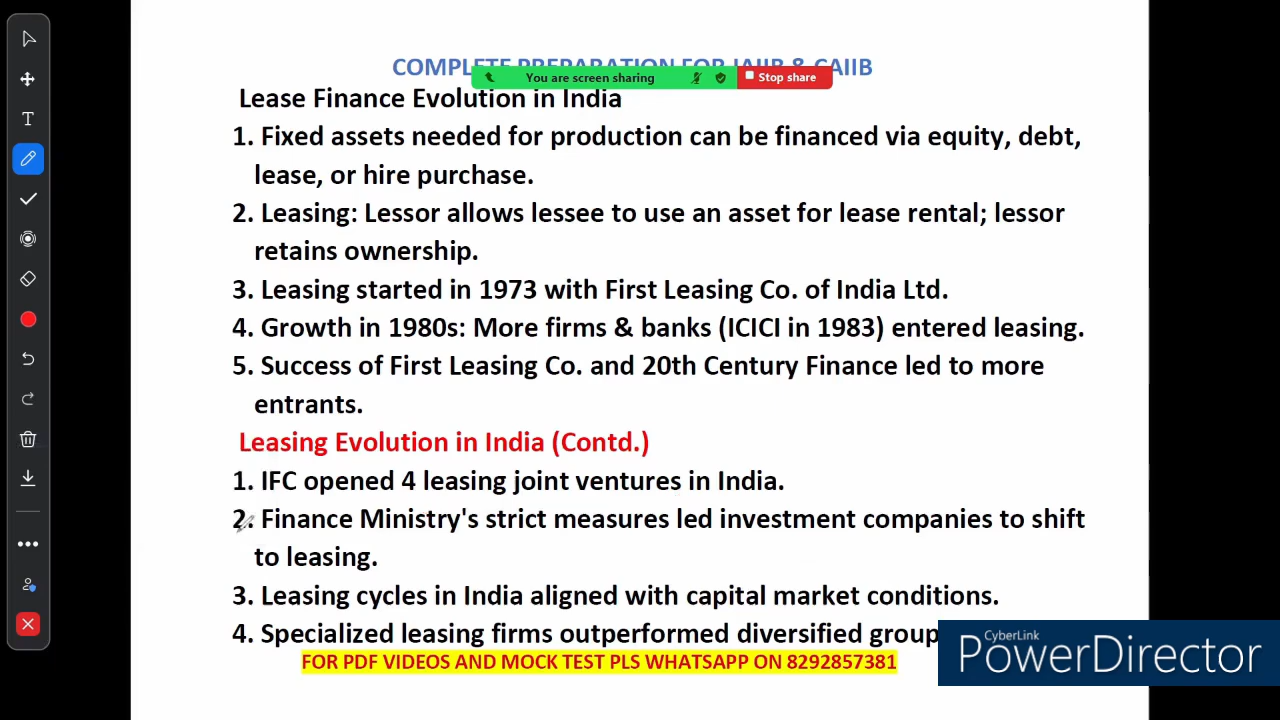 COMPLETE PREPARATION FOR JAIIB & CAIIB
You are screen sharing
Stop share
Lease Finance Evolution in India
1. Fixed assets needed for production can be financed via equity, debt,
lease, or hire purchase.
2. Leasing: Lessor allows lessee to use an asset for lease rental; lessor
retains ownership.
3. Leasing started in 1973 with First Leasing Co. of India Ltd.
4. Growth in 1980s: More firms & banks (ICICI in 1983) entered leasing.
5. Success of First Leasing Co. and 20th Century Finance led to more
entrants.
Leasing Evolution in India (Contd.)
1. IFC opened 4 leasing joint ventures in India.
2. Finance Ministry's strict measures led investment companies to shift
to leasing.
3. Leasing cycles in India aligned with capital market conditions.
4. Specialized leasing firms outperformed diversified group
FOR PDF VIDEOS AND MOCK TEST PLS WHATSAPP ON 8292857381
CyberLink
PowerDirector
T